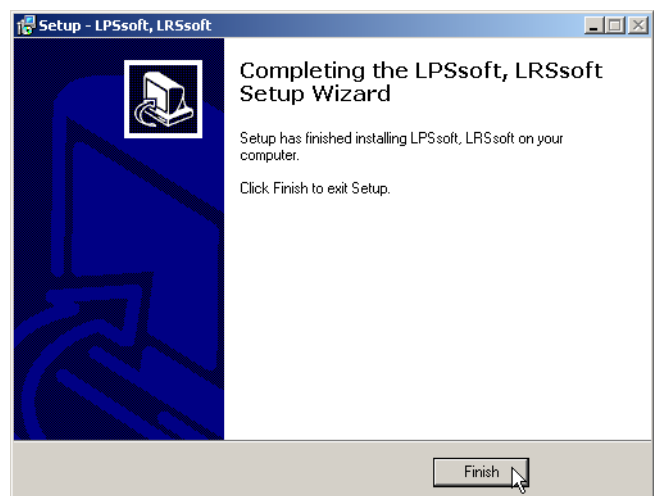 Setup - LPSsoft, LRSsoft
Completing the LPSsoft, LRSsoft
Setup Wizard
Setup has finished installing LPSsoft, LRSsoft on your
computer.
Click Finish to exit Setup.
Finish